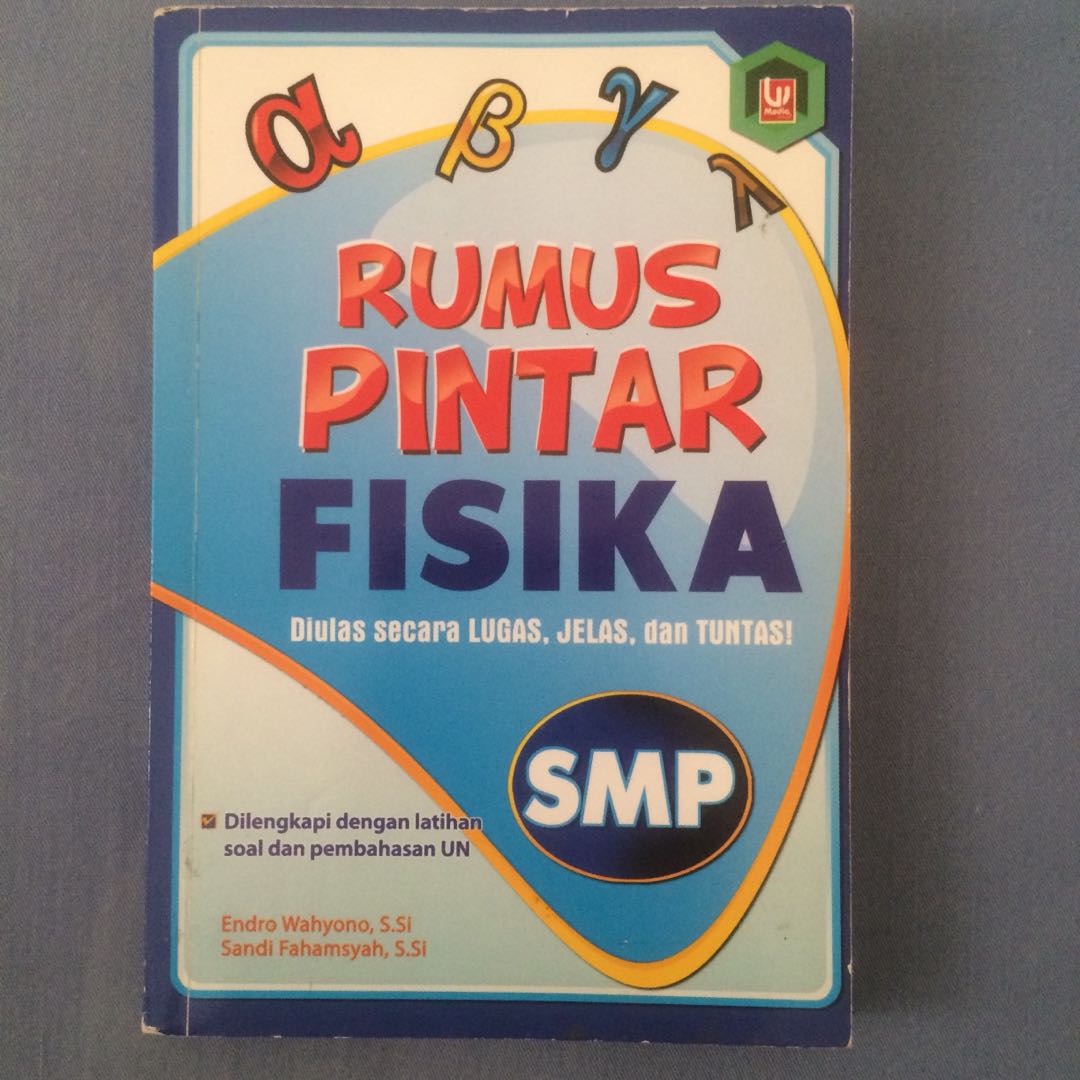 α β γ λ
Media
RUMUS
PINTAR
FISIKA
Diulas secara LUGAS, JELAS, dan TUNTAS!
SMP
Dilengkapi dengan latihan
soal dan pembahasan UN
Endro Wahyono, S.Si
Sandi Fahamsyah, S.Si